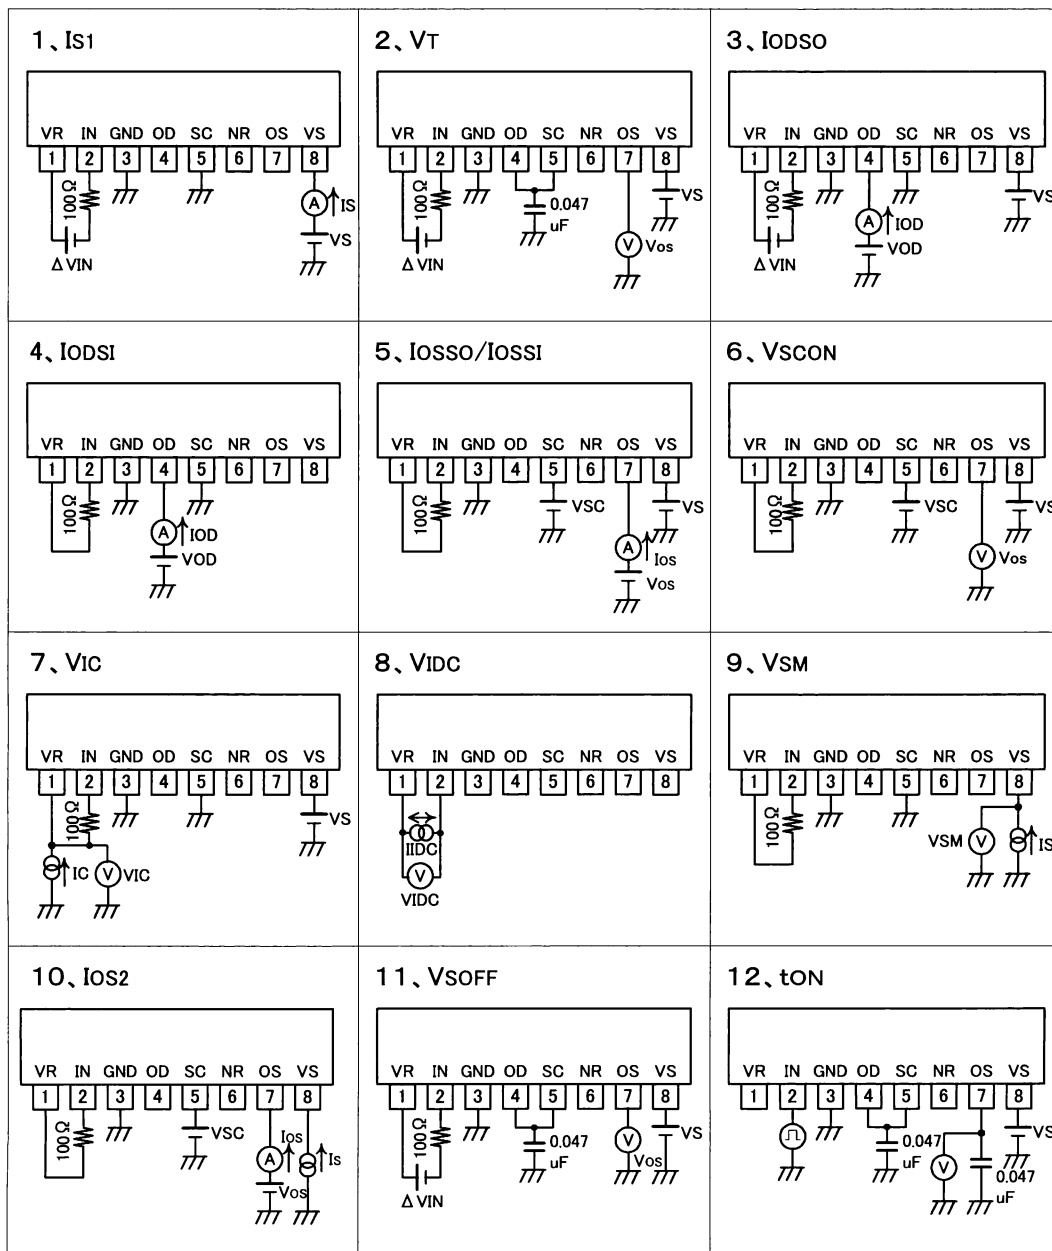 1、IS1
VR IN GND OD SC NR OS VS
1 2 3 4 5 6 7 8
100Ω
A IS
VS
ΔVIN
2、VT
VR IN GND OD SC NR OS VS
1 2 3 4 5 6 7 8
100Ω
0.047
uF
VS
V Vos
ΔVIN
3、IODSO
VR IN GND OD SC NR OS VS
1 2 3 4 5 6 7 8
100Ω
VS
A IOD
VOD
ΔVIN
4、IODSI
VR IN GND OD SC NR OS VS
1 2 3 4 5 6 7 8
100Ω
A IOD
VOD
5、IOSSO/IOSSI
VR IN GND OD SC NR OS VS
1 2 3 4 5 6 7 8
100Ω
VSC
VS
A Ios
Vos
6、VSCON
VR IN GND OD SC NR OS VS
1 2 3 4 5 6 7 8
100Ω
VSC
VS
V Vos
7、VIC
VR IN GND OD SC NR OS VS
1 2 3 4 5 6 7 8
100Ω
VS
IC
V VIC
8、VIDC
VR IN GND OD SC NR OS VS
1 2 3 4 5 6 7 8
IIDC
V
VIDC
9、VSM
VR IN GND OD SC NR OS VS
1 2 3 4 5 6 7 8
100Ω
VSM V
IS
10、IOS2
VR IN GND OD SC NR OS VS
1 2 3 4 5 6 7 8
100Ω
VSC
Ios
A
Is
Vos
11、VSOFF
VR IN GND OD SC NR OS VS
1 2 3 4 5 6 7 8
100Ω
0.047
uF
V
Vos
VS
ΔVIN
12、tON
VR IN GND OD SC NR OS VS
1 2 3 4 5 6 7 8
0.047
uF
V
VS
0.047
uF